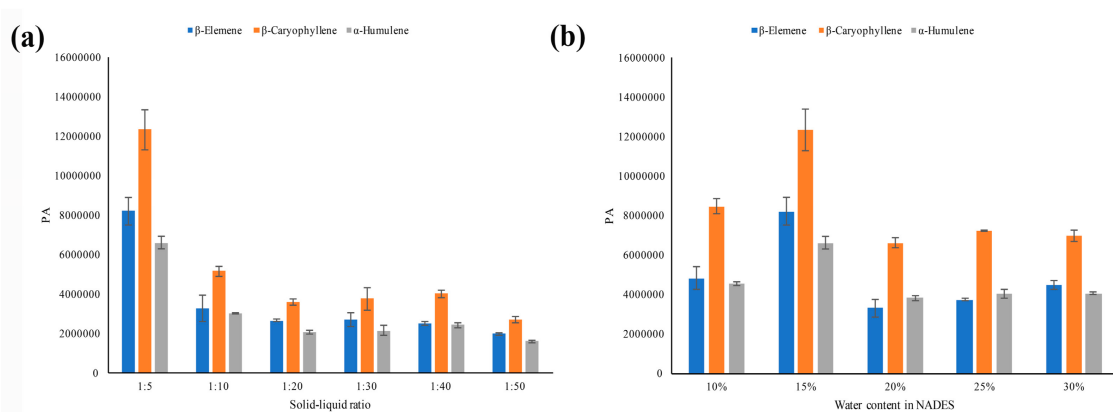 (a)
β-Elemene β-Caryophyllene α-Humulene
16000000
14000000
12000000
10000000
8000000
6000000
4000000
2000000
0
PA
1:5 1:10 1:20 1:30 1:40 1:50
Solid-liquid ratio
(b)
β-Elemene β-Caryophyllene α-Humulene
16000000
14000000
12000000
10000000
8000000
6000000
4000000
2000000
0
PA
10% 15% 20% 25% 30%
Water content in NADES